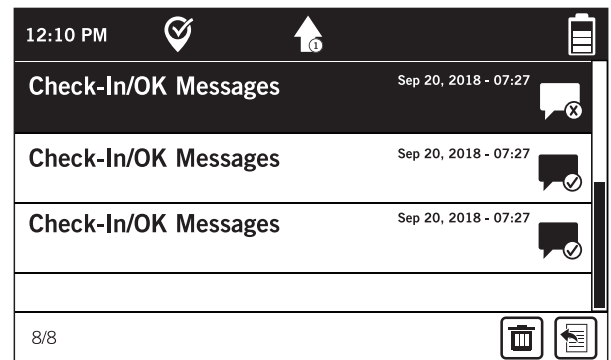 12:10 PM
1
Check-In/OK Messages Sep 20, 2018 - 07:27
Check-In/OK Messages Sep 20, 2018 - 07:27
Check-In/OK Messages Sep 20, 2018 - 07:27
8/8